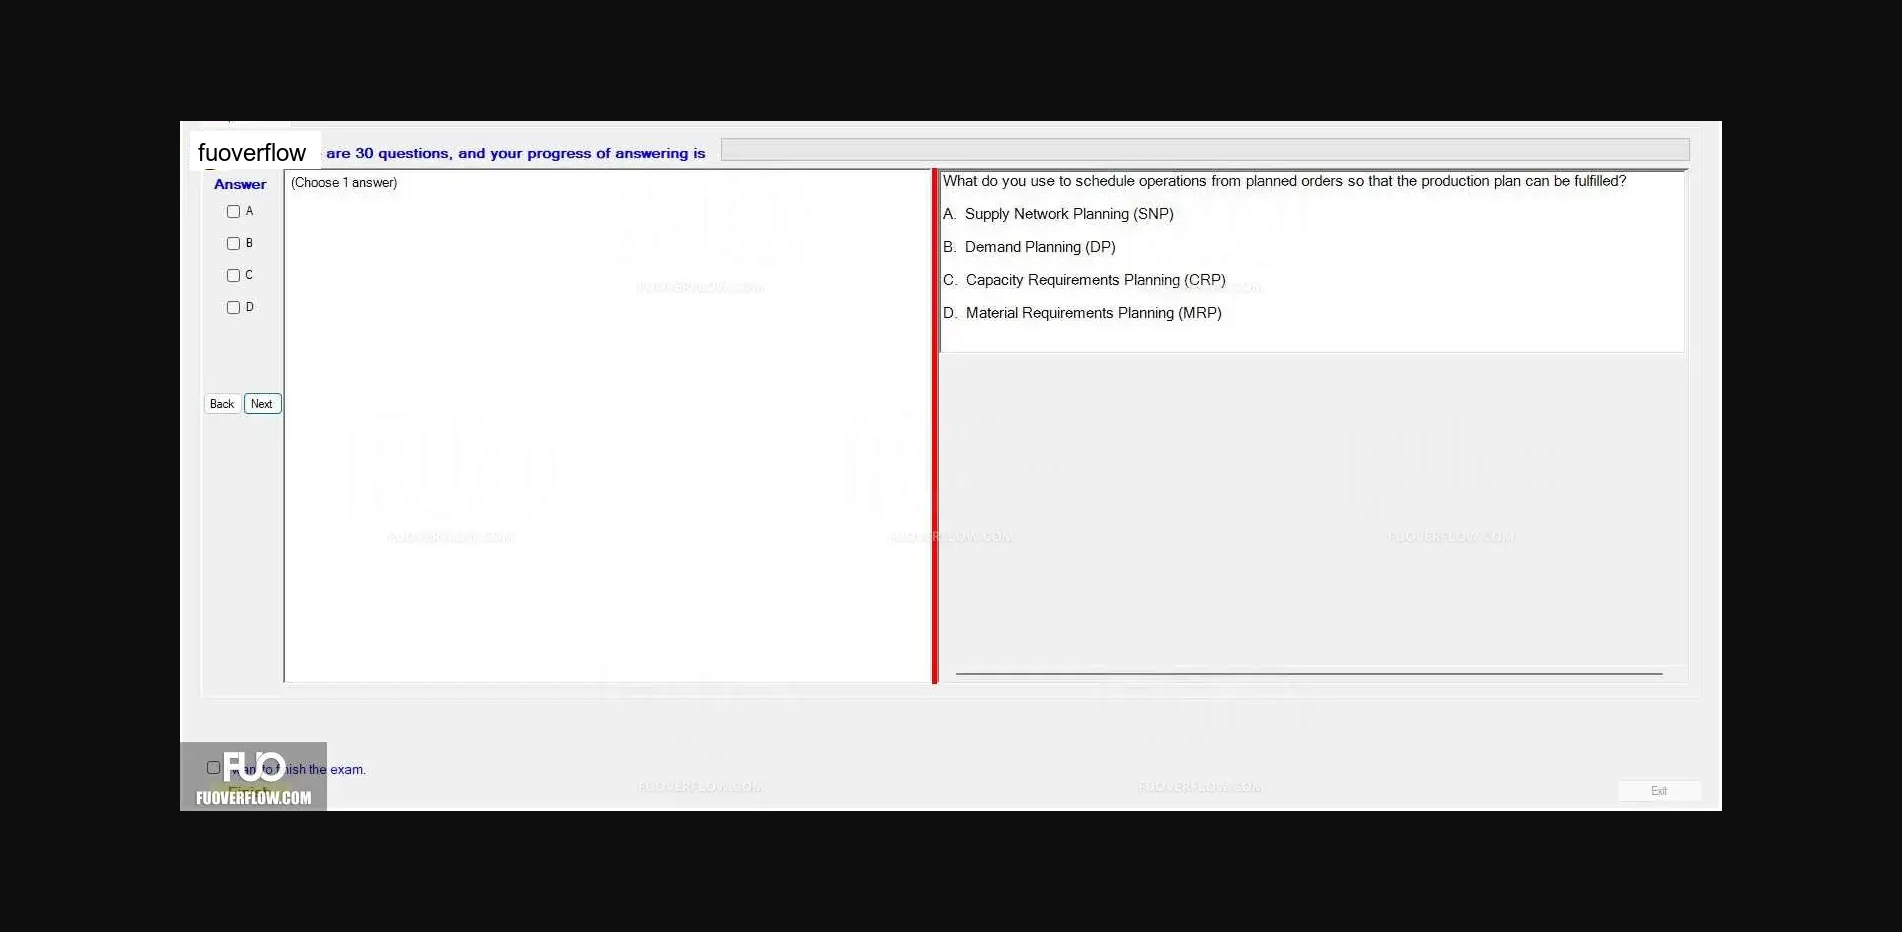 fuoverflow are 30 questions, and your progress of answering is
Answer
A
B
C
D
Back Next
(Choose 1 answer)
What do you use to schedule operations from planned orders so that the production plan can be fulfilled?
A. Supply Network Planning (SNP)
B. Demand Planning (DP)
C. Capacity Requirements Planning (CRP)
D. Material Requirements Planning (MRP)
FUOVERFLOW.COM
FUOVERFLOW.COM
FUOVERFLOW.COM
FUOVERFLOW.COM
FUOVERFLOW.COM
FUOVERFLOW.COM
FUOVERFLOW.COM
FUO
want to finish the exam.
Finish
FUOVERFLOW.COM
Exit